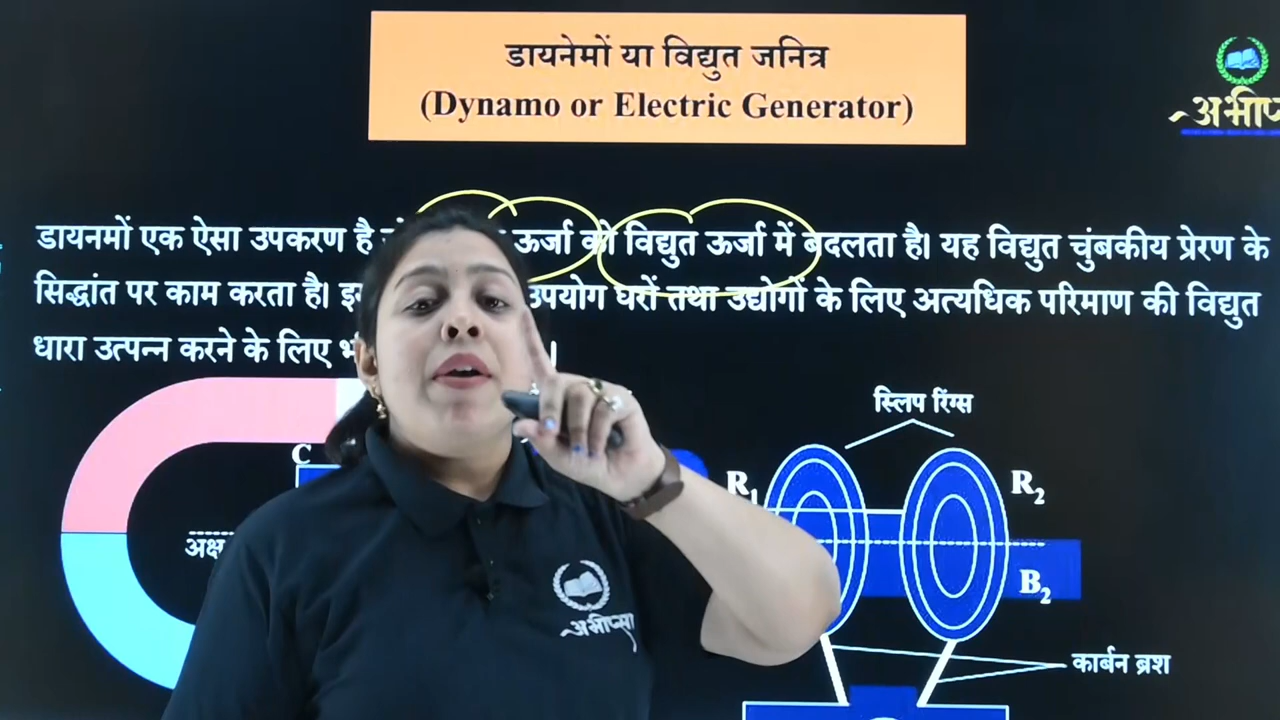 डायनेमों या विद्युत जनित्र
(Dynamo or Electric Generator)
डायनमों एक ऐसा उपकरण है ऊर्जा को विद्युत ऊर्जा में बदलता है। यह विद्युत चुंबकीय प्रेरण के
सिद्धांत पर काम करता है। उपयोग घरों तथा उद्योगों के लिए अत्यधिक परिमाण की विद्युत
धारा उत्पन्न करने के लिए
स्लिप रिंग्स
C
R₁
R₂
अक्ष
B₂
कार्बन ब्रश
अभीप्सा